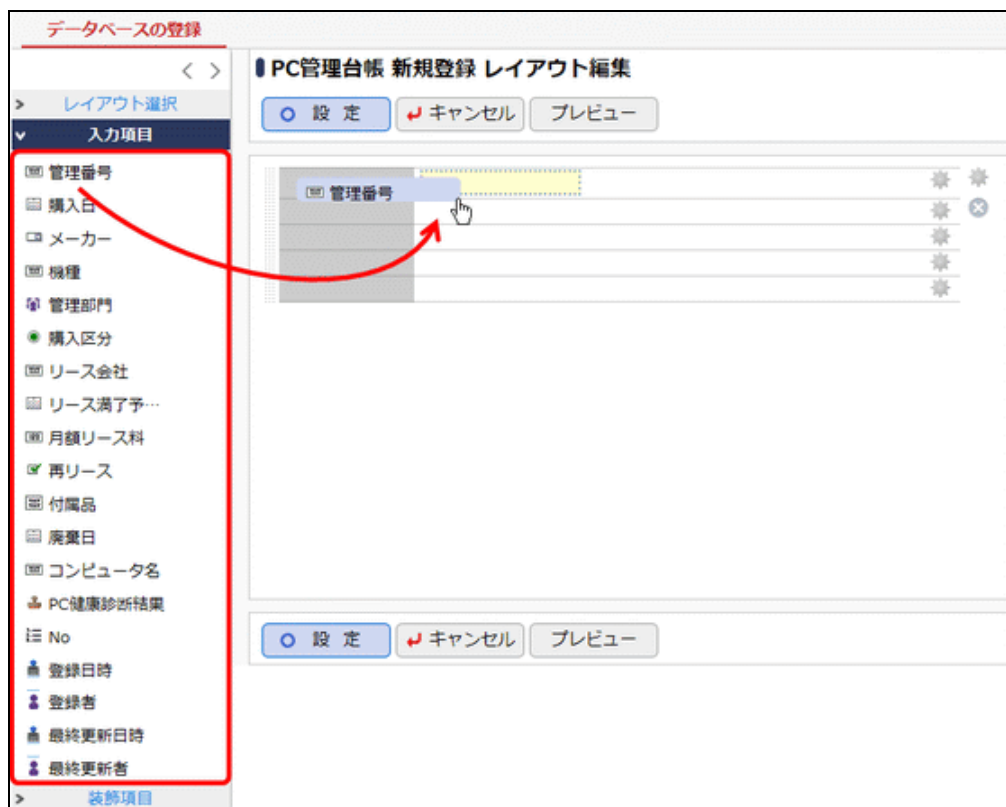 データベースの登録
レイアウト選択
入力項目
管理番号
購入日
メーカー
機種
管理部門
購入区分
リース会社
リース満了予…
月額リース料
再リース
付属品
廃棄日
コンピュータ名
PC健康診断結果
No
登録日時
登録者
最終更新日時
最終更新者
装飾項目
PC管理台帳 新規登録 レイアウト編集
設 定 キャンセル プレビュー
管理番号
設 定 キャンセル プレビュー